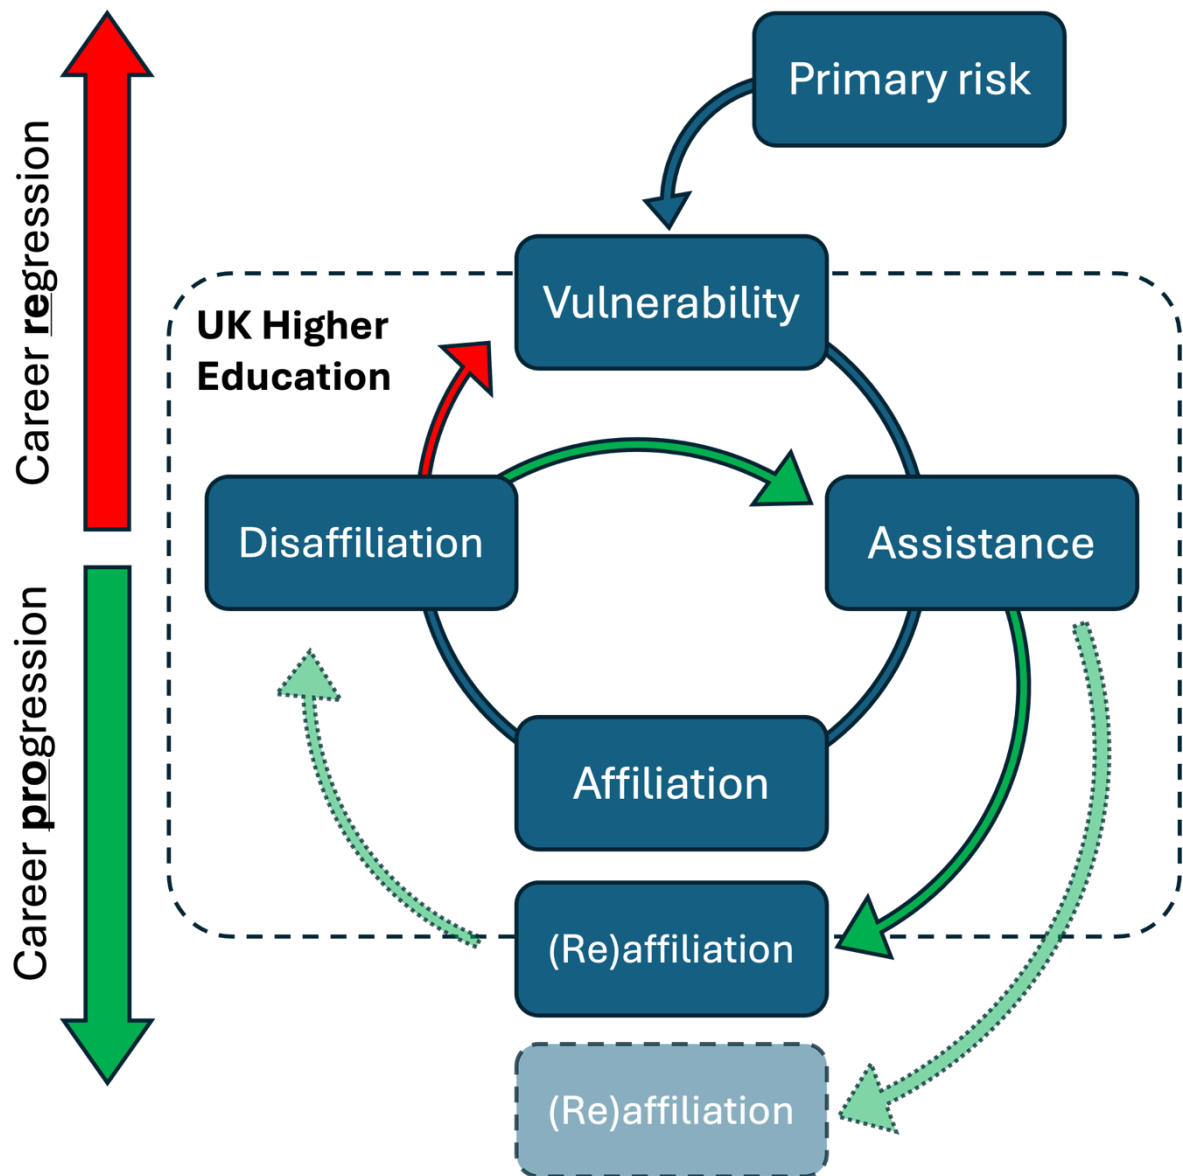 Primary risk
Career regression
Vulnerability
UK Higher
Education
Disaffiliation
Assistance
Career progression
Affiliation
(Re)affiliation
(Re)affiliation